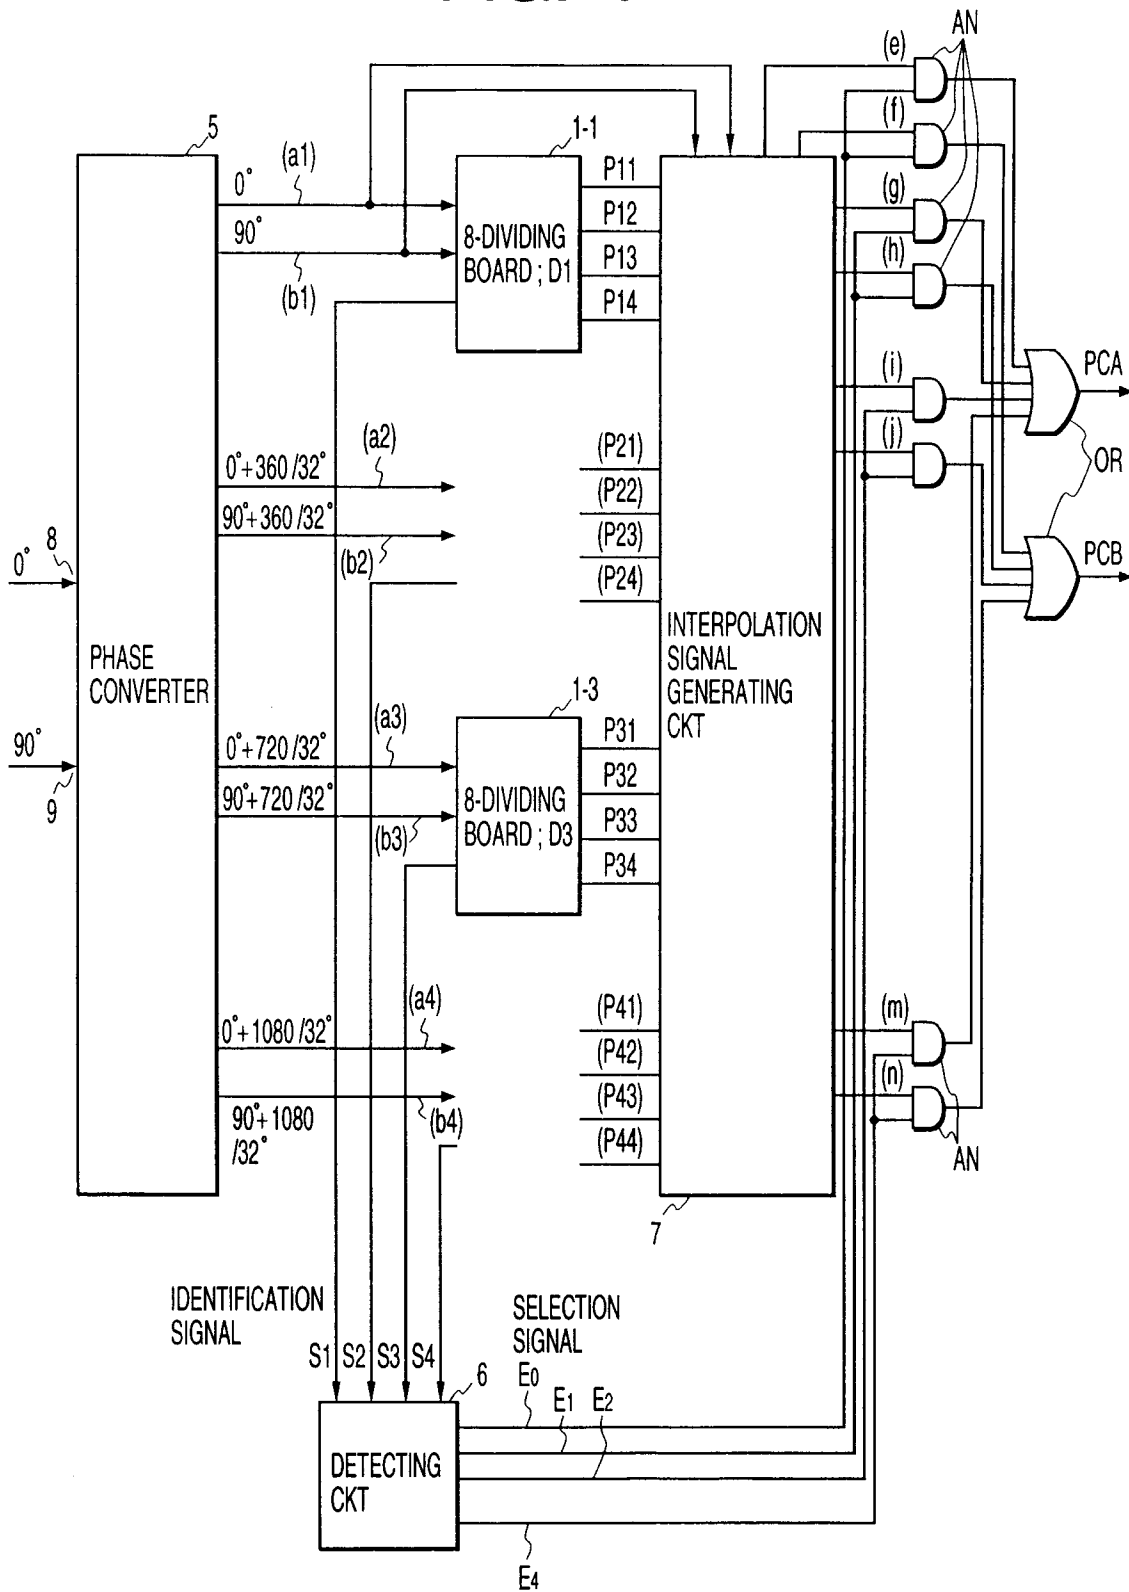 AN
(e)
(f)
(g)
(h)
(i)
(j)
PCA
OR
PCB
5
(a1)
0°
90°
(b1)
1-1
8-DIVIDING
BOARD ; D1
P11
P12
P13
P14
(a2)
0°+360 /32°
90°+360 /32°
(b2)
(P21)
(P22)
(P23)
(P24)
0°
8
90°
9
PHASE
CONVERTER
INTERPOLATION
SIGNAL
GENERATING
CKT
1-3
(a3)
0°+720 /32°
90°+720 /32°
(b3)
8-DIVIDING
BOARD ; D3
P31
P32
P33
P34
(a4)
0°+1080 /32°
90°+1080
/32°
(b4)
(P41)
(P42)
(P43)
(P44)
(m)
(n)
AN
7
IDENTIFICATION
SIGNAL
S1 S2 S3 S4
SELECTION
SIGNAL
E0
E1 E2
6
DETECTING
CKT
E4